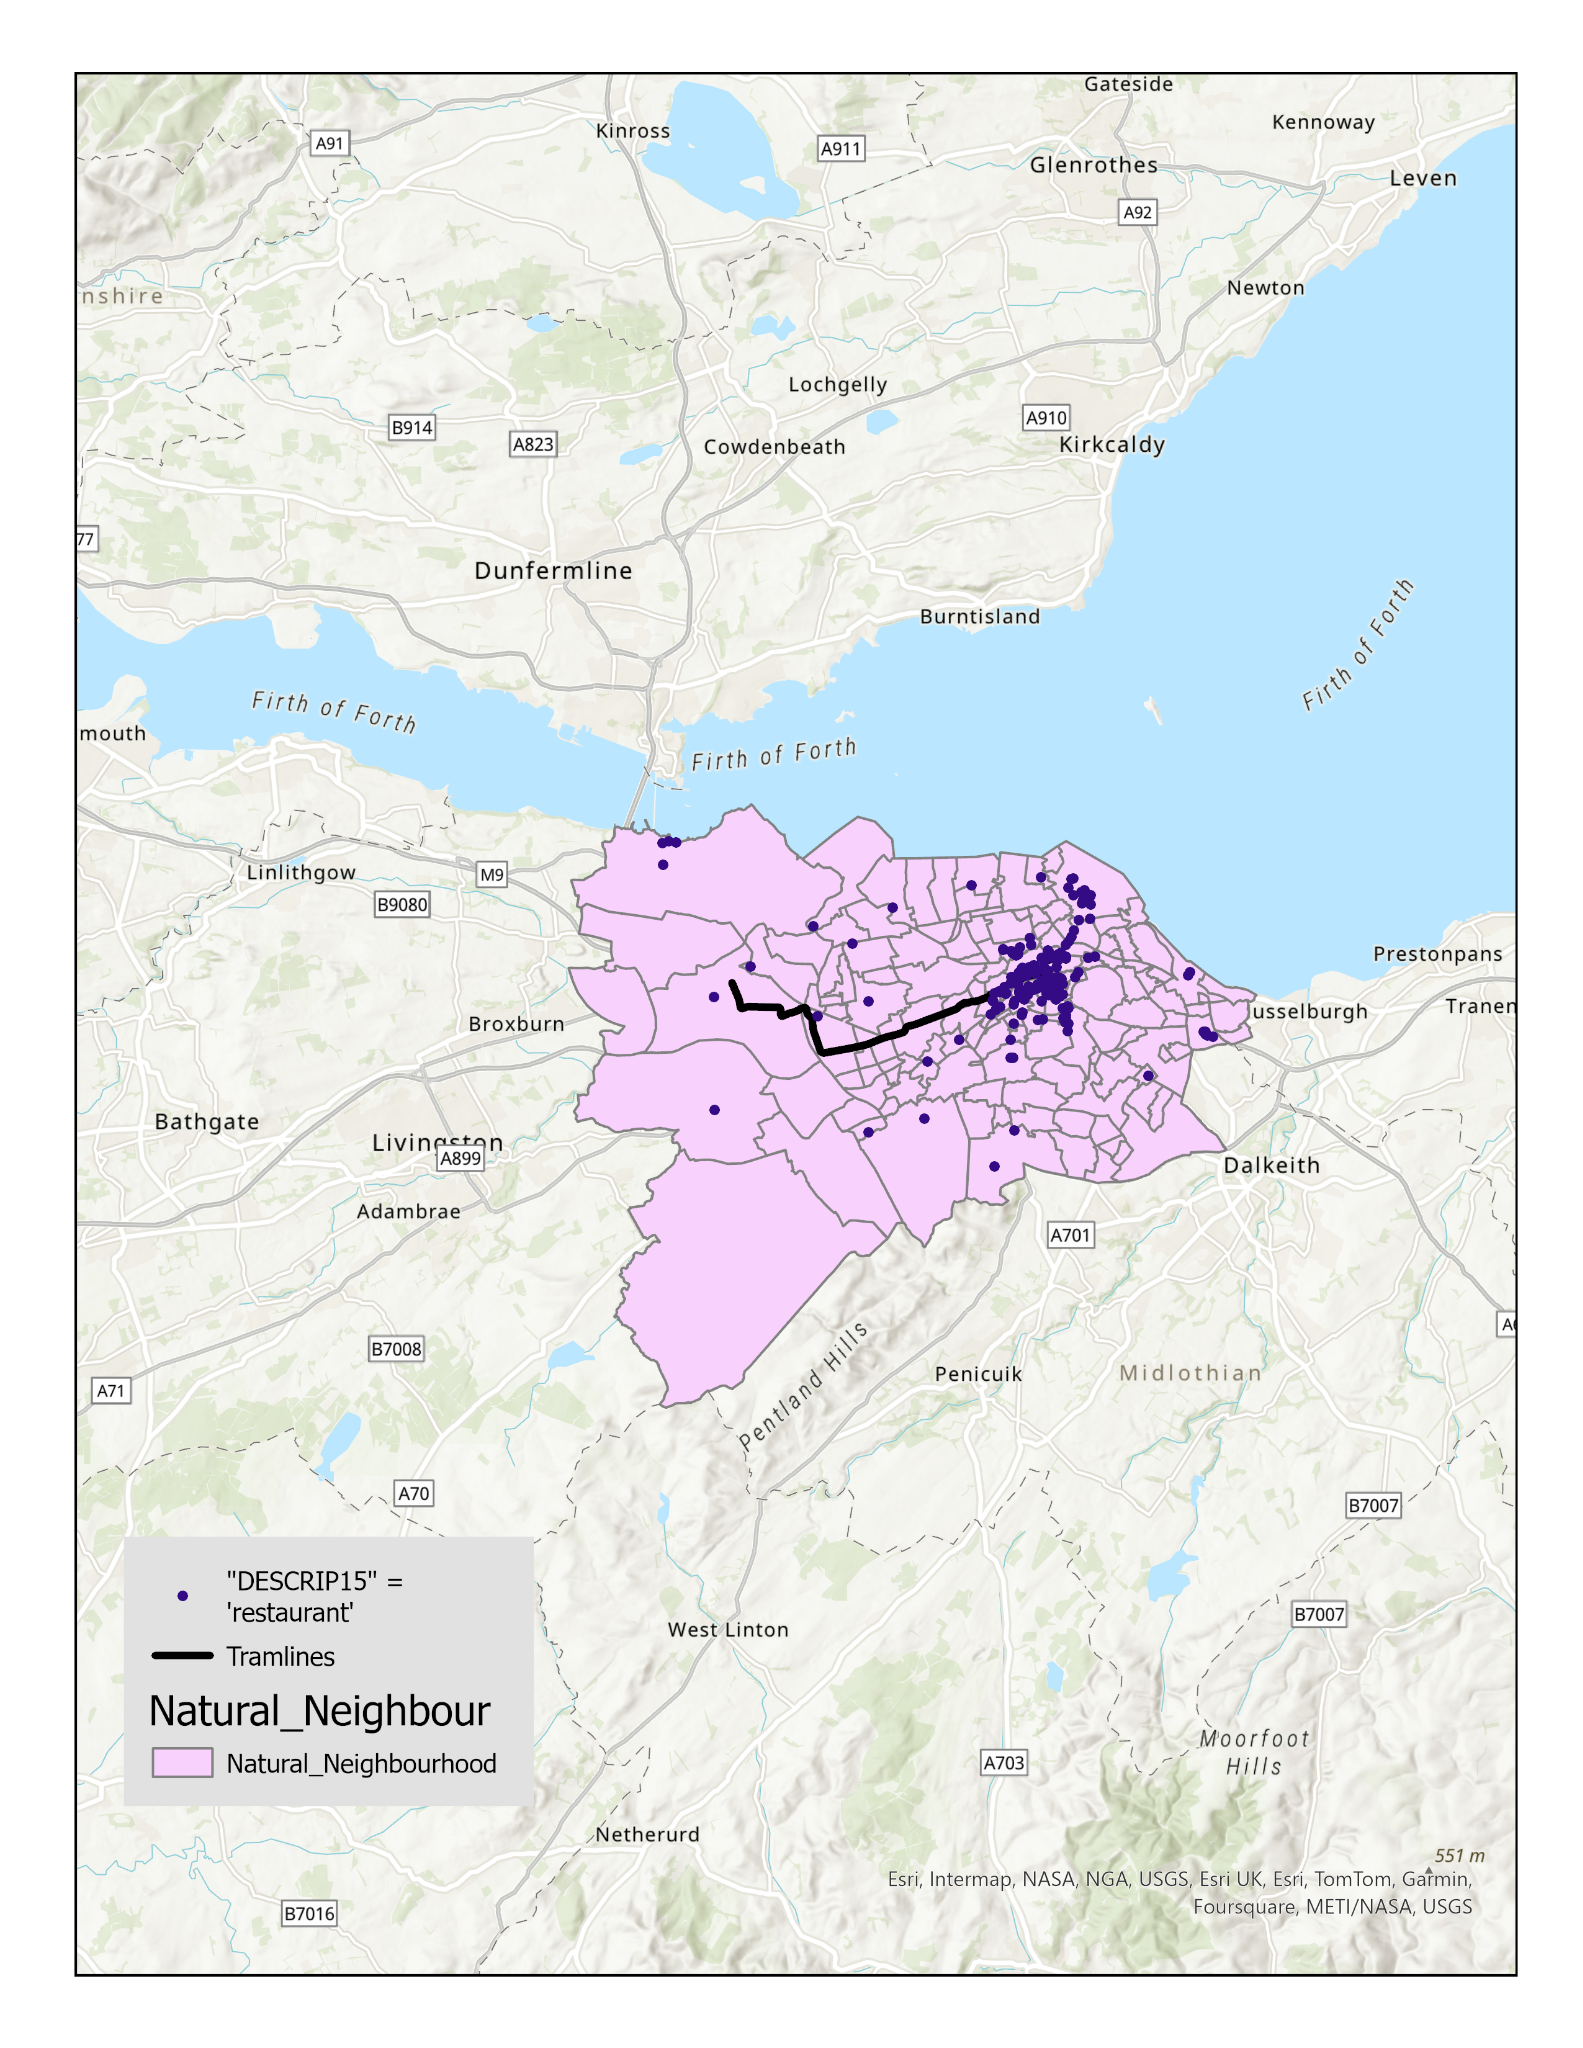 Gateside
Kennoway
Kinross
A91
A911
Glenrothes
Leven
A92
nshire
Newton
Lochgelly
A910
B914
A823
Cowdenbeath
Kirkcaldy
77
Dunfermline
Burntisland
Firth of Forth
Firth of Forth
mouth
Firth of Forth
Linlithgow
M9
B9080
Prestonpans
Broxburn
usselburgh
Tranen
Bathgate
Livingston
A899
Dalkeith
Adambrae
A701
A6
B7008
Pentland Hills
Penicuik
Midlothian
A71
A70
B7007
"DESCRIP15" =
'restaurant'
Tramlines
Natural_Neighbour
Natural_Neighbourhood
West Linton
B7007
Moorfoot
Hills
A703
Netherurd
551 m
Esri, Intermap, NASA, NGA, USGS, Esri UK, Esri, TomTom, Garmin,
Foursquare, METI/NASA, USGS
B7016